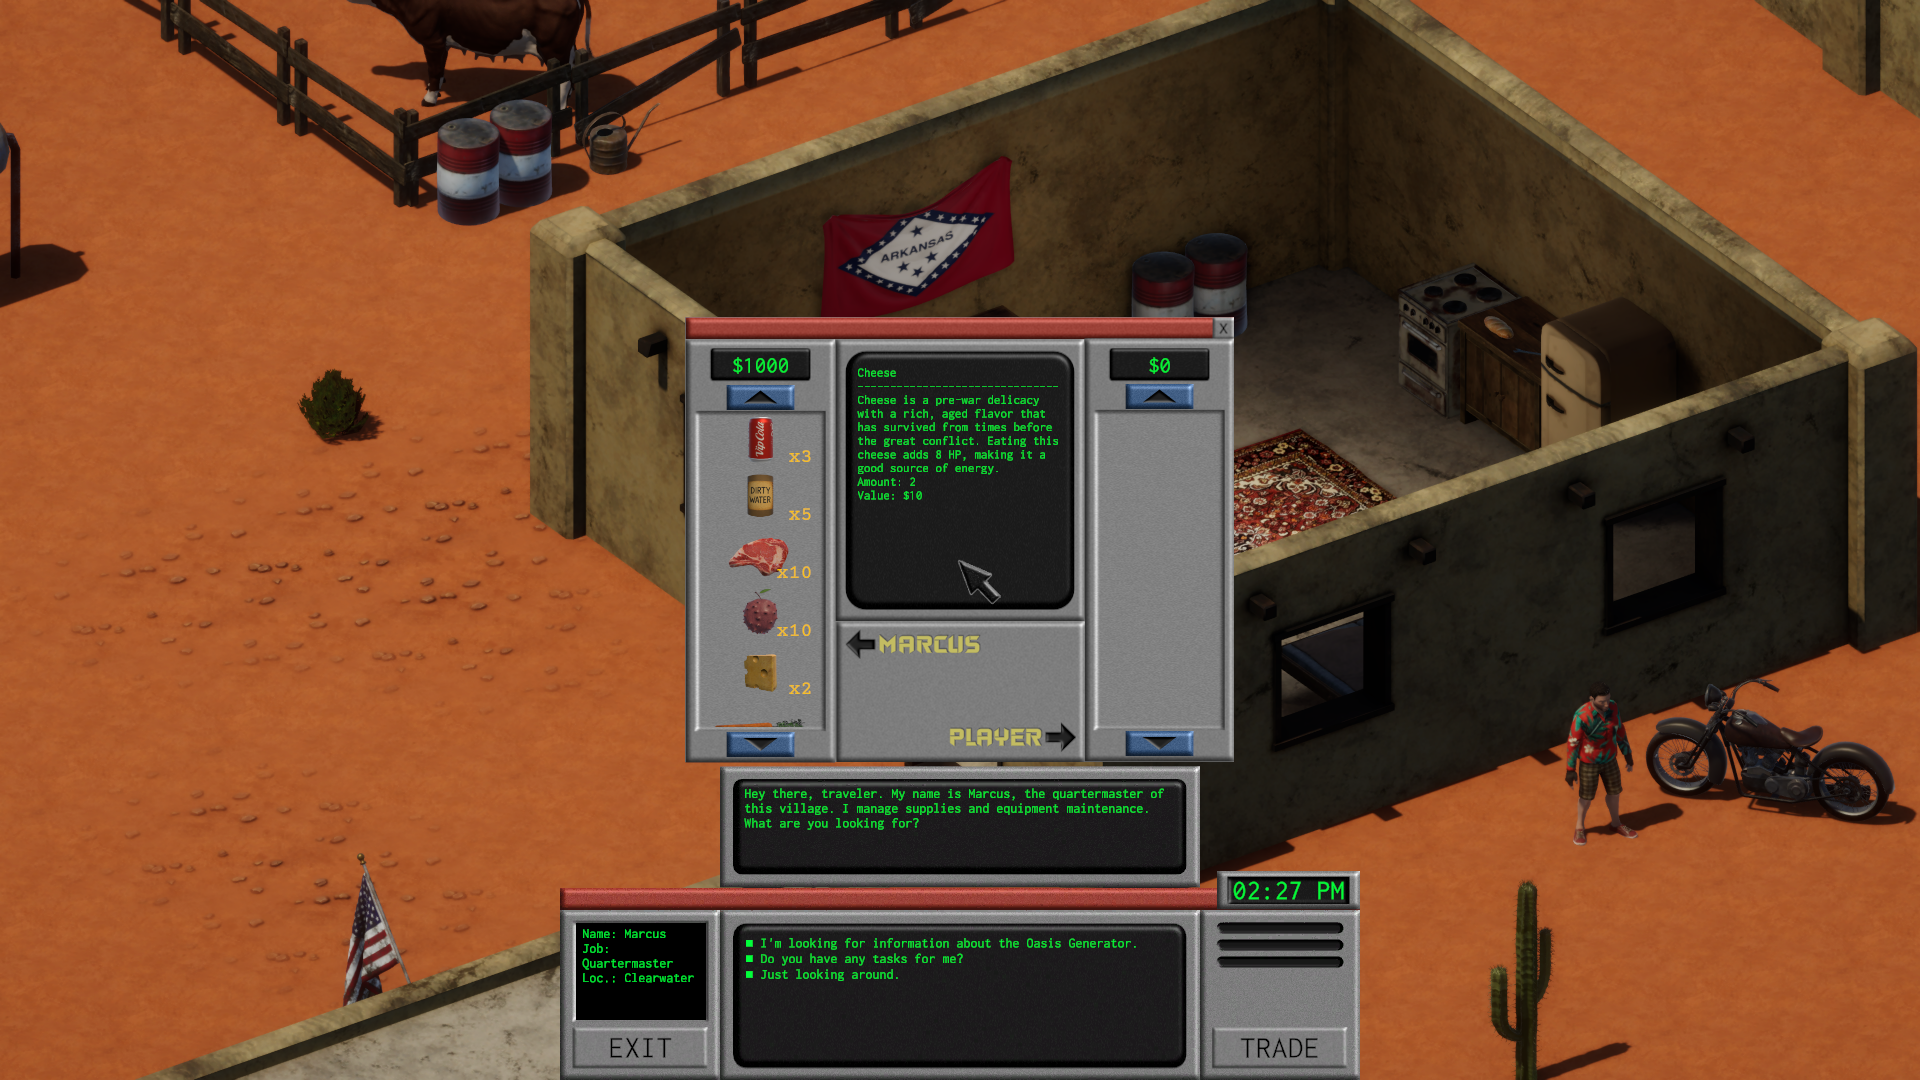 ARKANSAS
X
$1000
x3
Vip Cola
DIRTY
WATER
x5
x10
x10
x2
Cheese
-------------------------------
Cheese is a pre-war delicacy
with a rich, aged flavor that
has survived from times before
the great conflict. Eating this
cheese adds 8 HP, making it a
good source of energy.
Amount: 2
Value: $10
$0
MARCUS
PLAYER
Hey there, traveler. My name is Marcus, the quartermaster of
this village. I manage supplies and equipment maintenance.
What are you looking for?
02:27 PM
Name: Marcus
Job:
Quartermaster
Loc.: Clearwater
EXIT
■ I'm looking for information about the Oasis Generator.
■ Do you have any tasks for me?
■ Just looking around.
TRADE